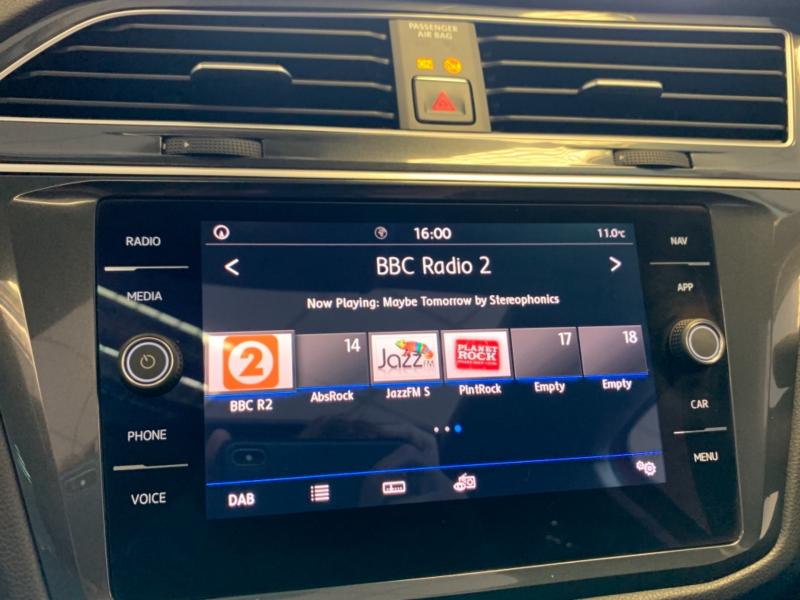 PASSENGER
AIR BAG
RADIO
MEDIA
PHONE
VOICE
16:00
11.0°C
< BBC Radio 2 >
Now Playing: Maybe Tomorrow by Stereophonics
2
14
JazzFM
PLANET
ROCK
17
18
BBC R2
AbsRock
JazzFM S
PlntRock
Empty
Empty
DAB
NAV
APP
CAR
MENU